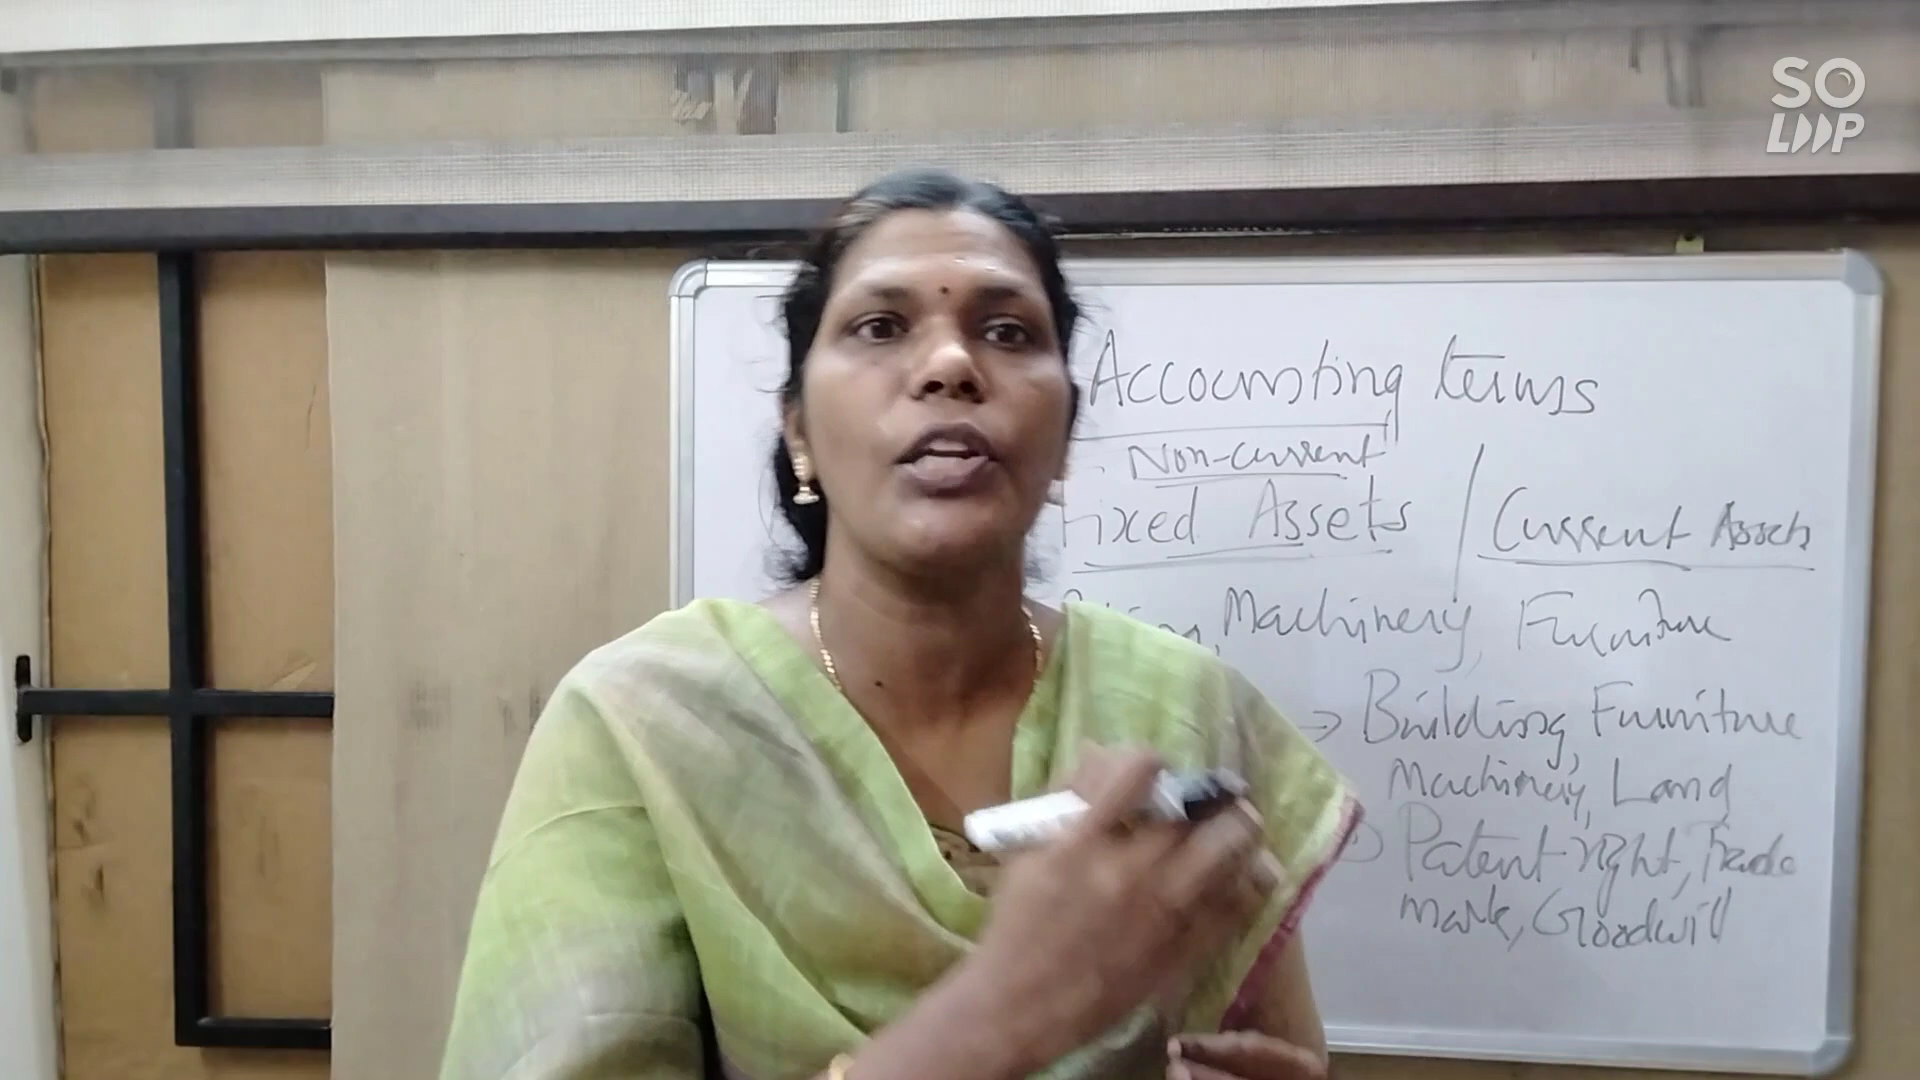 SO
LOOP
Accounting terms
Non-current
Fixed Assets / Current Assets
Machinery, Furniture
→ Building, Furniture
Machinery, Land
Patent right, Trade
mark, Goodwill